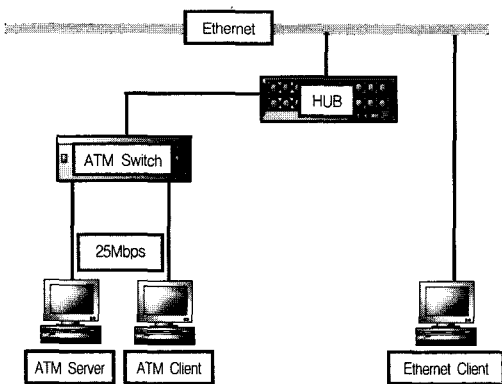 Ethernet
HUB
ATM Switch
25Mbps
ATM Server
ATM Client
Ethernet Client